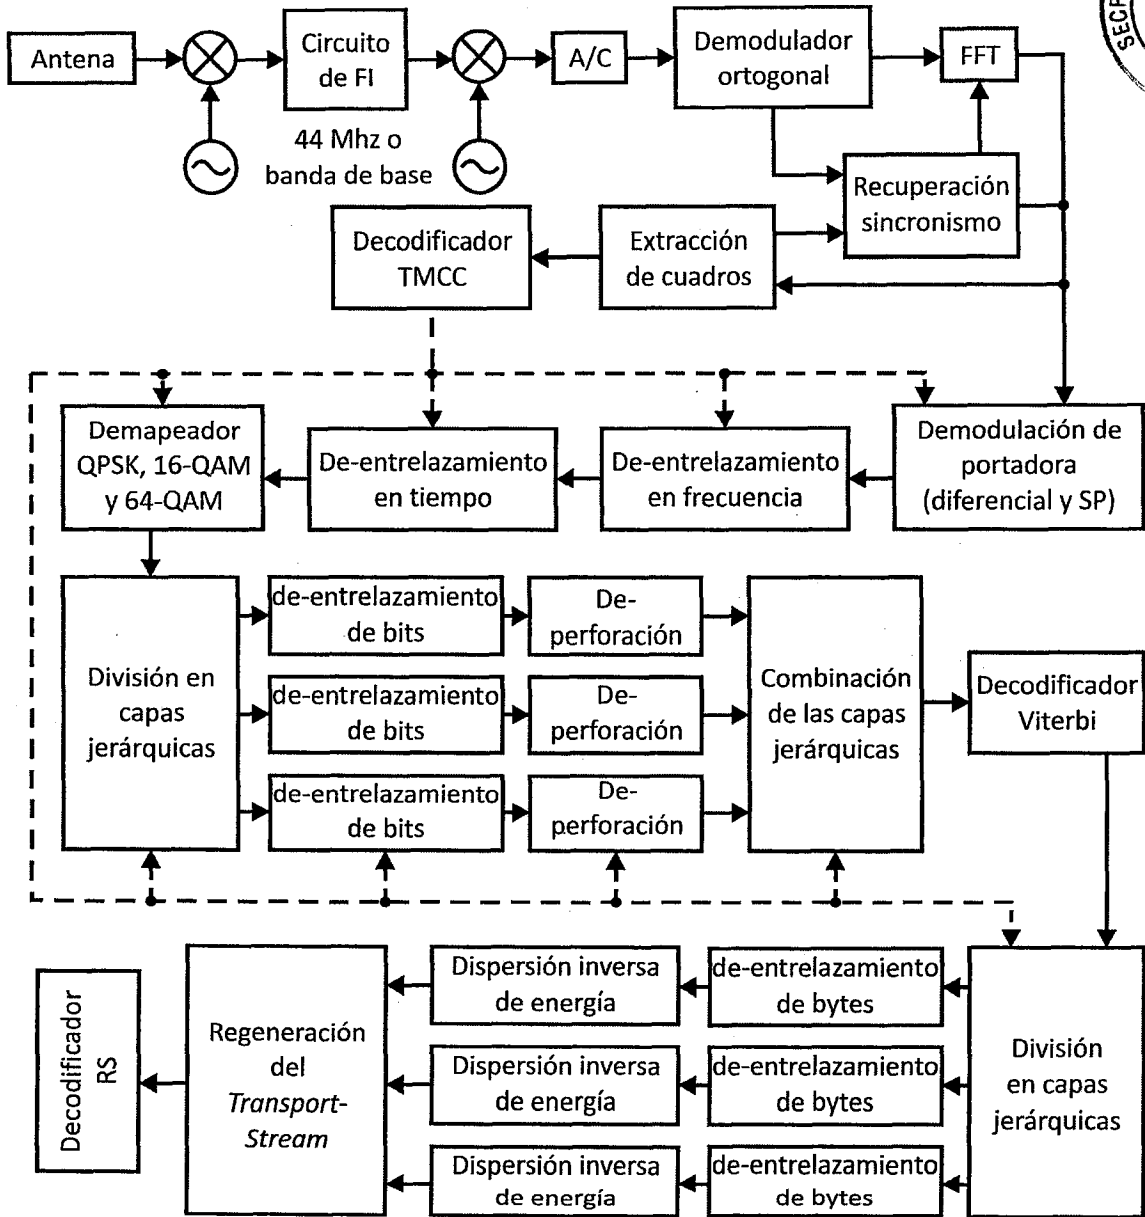 SECR
Antena
Circuito
de FI
A/C
Demodulador
ortogonal
FFT
44 Mhz o
banda de base
Recuperación
sincronismo
Decodificador
TMCC
Extracción
de cuadros
Demapeador
QPSK, 16-QAM
y 64-QAM
De-entrelazamiento
en tiempo
De-entrelazamiento
en frecuencia
Demodulación de
portadora
(diferencial y SP)
División en
capas
jerárquicas
de-entrelazamiento
de bits
De-
perforación
de-entrelazamiento
de bits
De-
perforación
de-entrelazamiento
de bits
De-
perforación
Combinación
de las capas
jerárquicas
Decodificador
Viterbi
Decodificador
RS
Regeneración
del
Transport-
Stream
Dispersión inversa
de energía
de-entrelazamiento
de bytes
Dispersión inversa
de energía
de-entrelazamiento
de bytes
Dispersión inversa
de energía
de-entrelazamiento
de bytes
División
en capas
jerárquicas